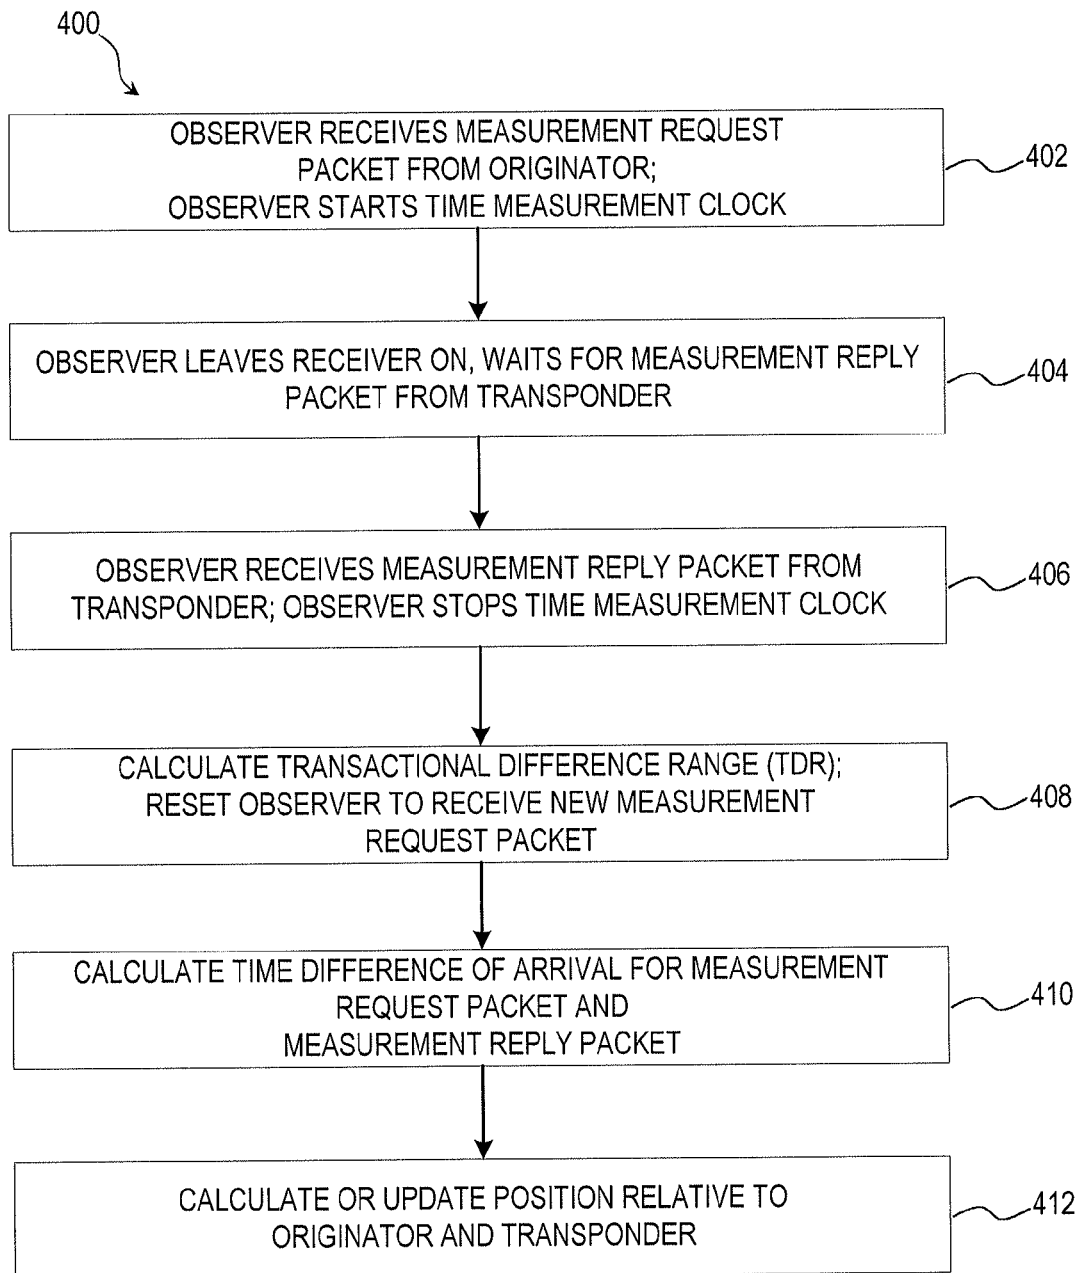 400
OBSERVER RECEIVES MEASUREMENT REQUEST
PACKET FROM ORIGINATOR;
OBSERVER STARTS TIME MEASUREMENT CLOCK
402
OBSERVER LEAVES RECEIVER ON, WAITS FOR MEASUREMENT REPLY
PACKET FROM TRANSPONDER
404
OBSERVER RECEIVES MEASUREMENT REPLY PACKET FROM
TRANSPONDER; OBSERVER STOPS TIME MEASUREMENT CLOCK
406
CALCULATE TRANSACTIONAL DIFFERENCE RANGE (TDR);
RESET OBSERVER TO RECEIVE NEW MEASUREMENT
REQUEST PACKET
408
CALCULATE TIME DIFFERENCE OF ARRIVAL FOR MEASUREMENT
REQUEST PACKET AND
MEASUREMENT REPLY PACKET
410
CALCULATE OR UPDATE POSITION RELATIVE TO
ORIGINATOR AND TRANSPONDER
412